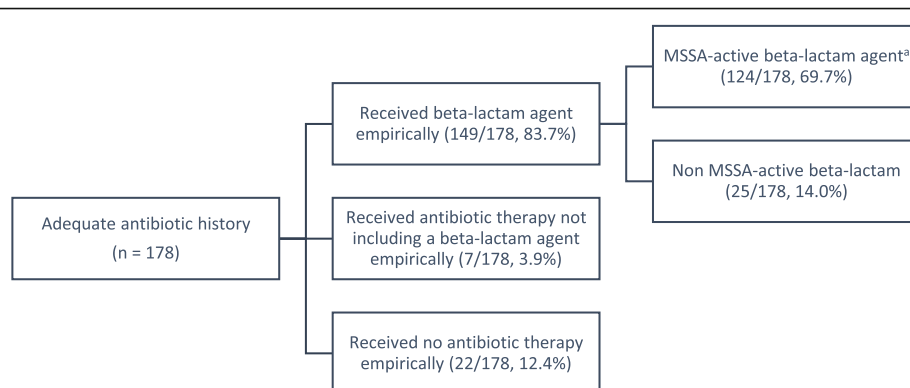 Adequate antibiotic history
(n = 178)
Received beta-lactam agent
empirically (149/178, 83.7%)
Received antibiotic therapy not
including a beta-lactam agent
empirically (7/178, 3.9%)
Received no antibiotic therapy
empirically (22/178, 12.4%)
MSSA-active beta-lactam agentᵃ
(124/178, 69.7%)
Non MSSA-active beta-lactam
(25/178, 14.0%)